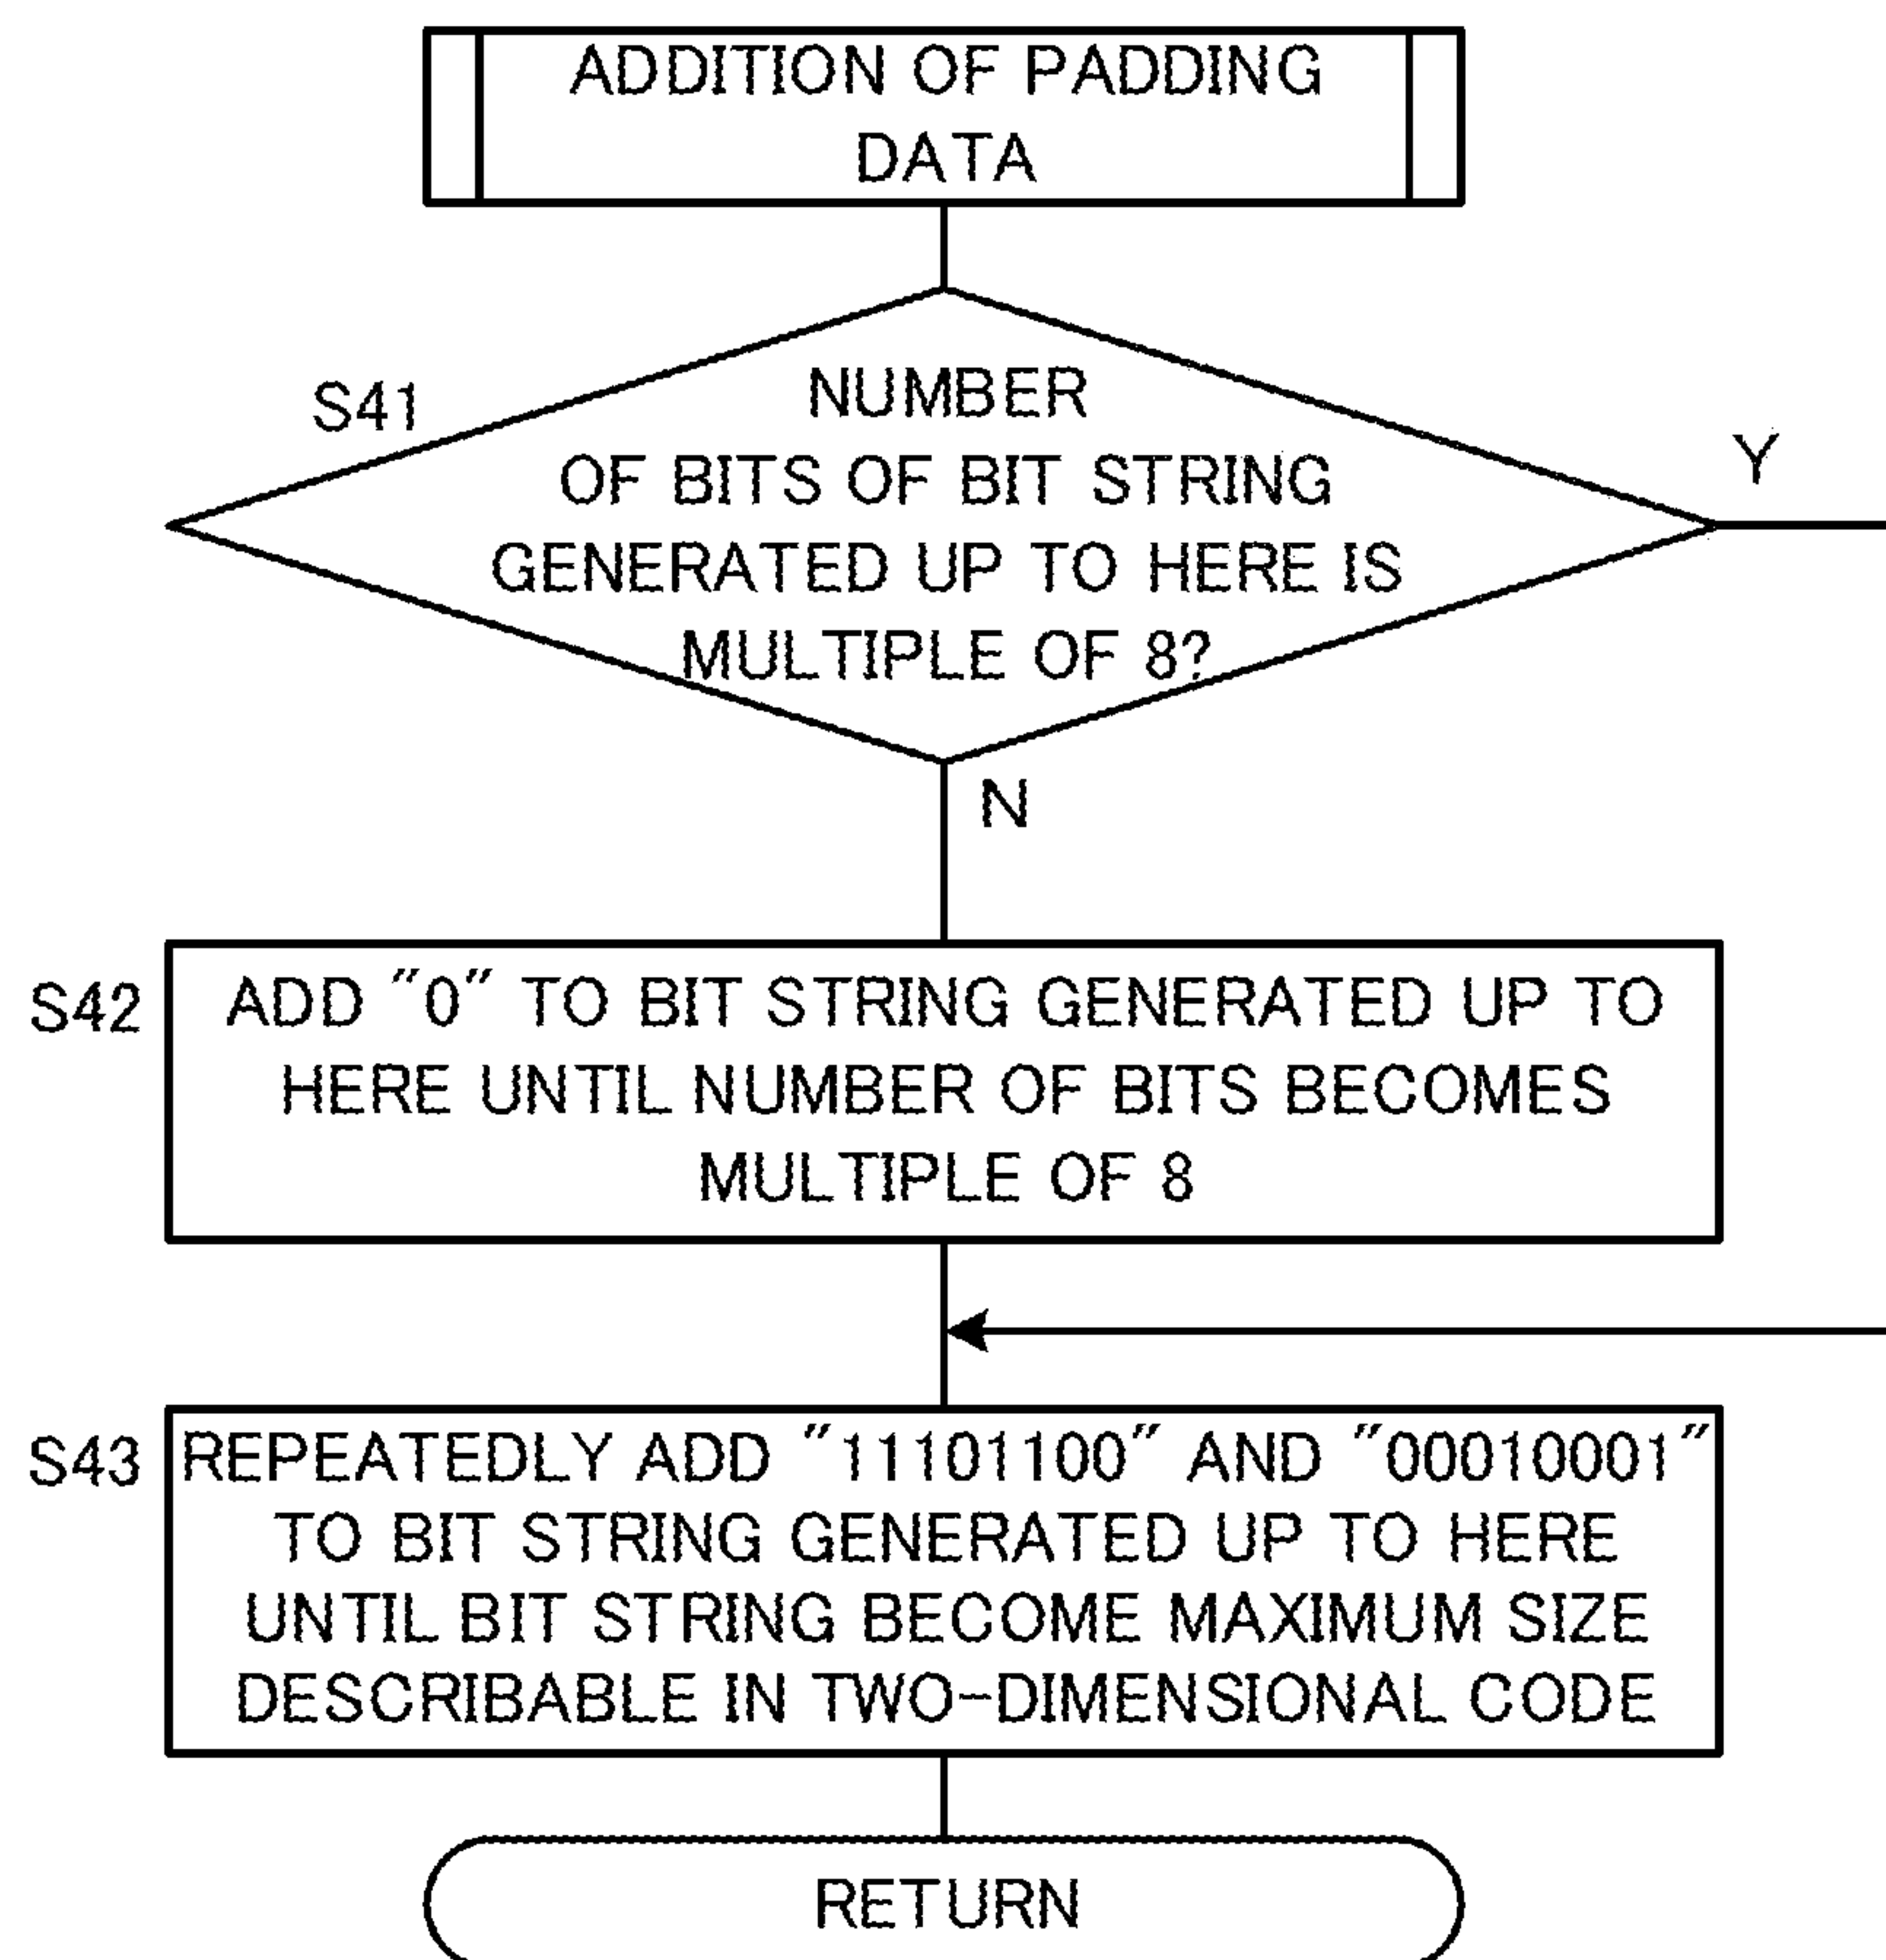 ADDITION OF PADDING
DATA
S41
NUMBER
OF BITS OF BIT STRING
GENERATED UP TO HERE IS
MULTIPLE OF 8?
Y
N
S42
ADD "0" TO BIT STRING GENERATED UP TO
HERE UNTIL NUMBER OF BITS BECOMES
MULTIPLE OF 8
S43
REPEATEDLY ADD "11101100" AND "00010001"
TO BIT STRING GENERATED UP TO HERE
UNTIL BIT STRING BECOME MAXIMUM SIZE
DESCRIBABLE IN TWO-DIMENSIONAL CODE
RETURN